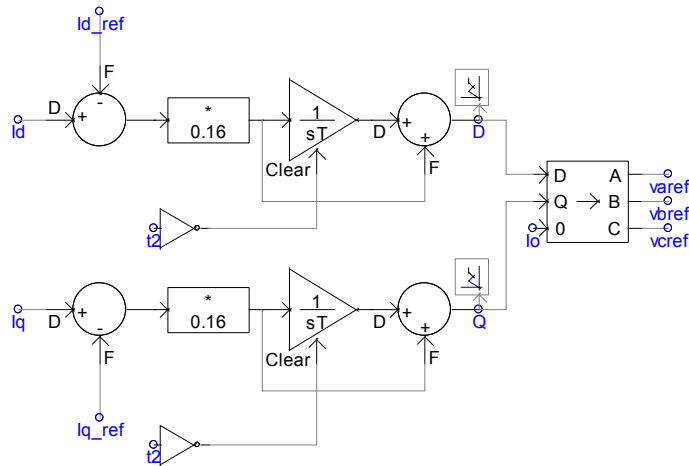 Id_ref
F
-
D
+
Id
*
0.16
1
sT
D
+
+
F
D
Clear
t2
D
Q
0
Io
A
B
C
varef
vbref
vcref
D
+
-
Iq
F
Iq_ref
*
0.16
1
sT
D
+
+
F
Q
Clear
t2